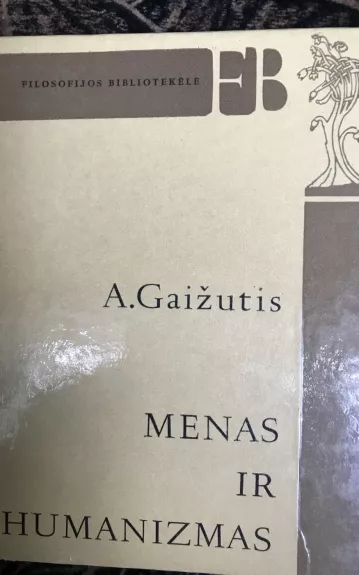 FILOSOFIJOS BIBLIOTEKĖLĖ
FB
A.Gaižutis
MENAS
IR
HUMANIZMAS